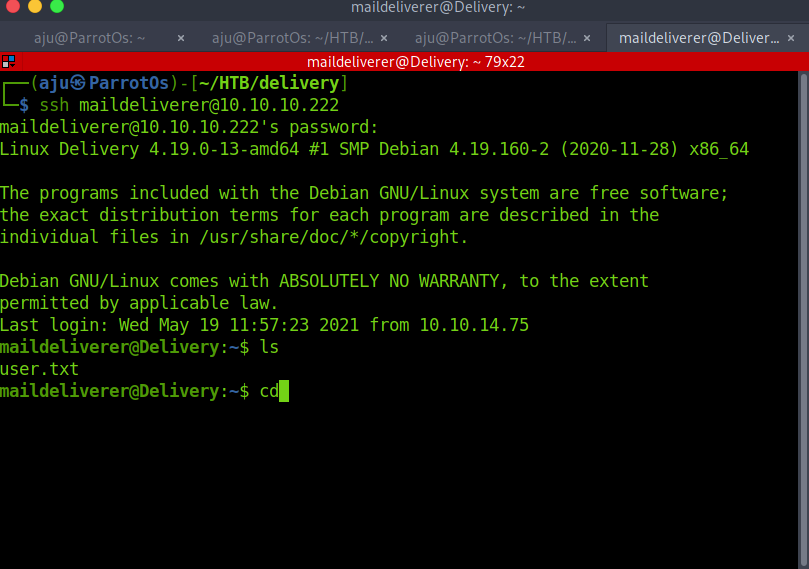 maildeliverer@Delivery: ~
aju@ParrotOs: ~ × aju@ParrotOs: ~/HTB/... × aju@ParrotOs: ~/HTB/... × maildeliverer@Deliver... ×
maildeliverer@Delivery: ~ 79x22
┌──(aju㉿ParrotOs)-[~/HTB/delivery]
└─$ ssh maildeliverer@10.10.10.222
maildeliverer@10.10.10.222's password:
Linux Delivery 4.19.0-13-amd64 #1 SMP Debian 4.19.160-2 (2020-11-28) x86_64
The programs included with the Debian GNU/Linux system are free software;
the exact distribution terms for each program are described in the
individual files in /usr/share/doc/*/copyright.
Debian GNU/Linux comes with ABSOLUTELY NO WARRANTY, to the extent
permitted by applicable law.
Last login: Wed May 19 11:57:23 2021 from 10.10.14.75
maildeliverer@Delivery:~$ ls
user.txt
maildeliverer@Delivery:~$ cd